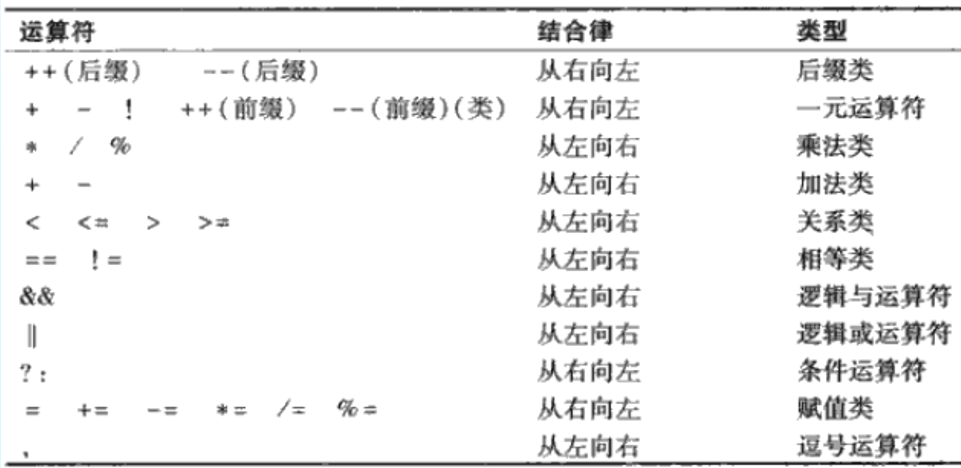 运算符 结合律 类型
++(后缀) --(后缀) 从右向左 后缀类
+ - ! ++(前缀) --(前缀)(类) 从右向左 一元运算符
* / % 从左向右 乘法类
+ - 从左向右 加法类
< <= > >= 从左向右 关系类
== != 从左向右 相等类
&& 从左向右 逻辑与运算符
|| 从左向右 逻辑或运算符
?: 从右向左 条件运算符
= += -= *= /= %= 从右向左 赋值类
, 从左向右 逗号运算符